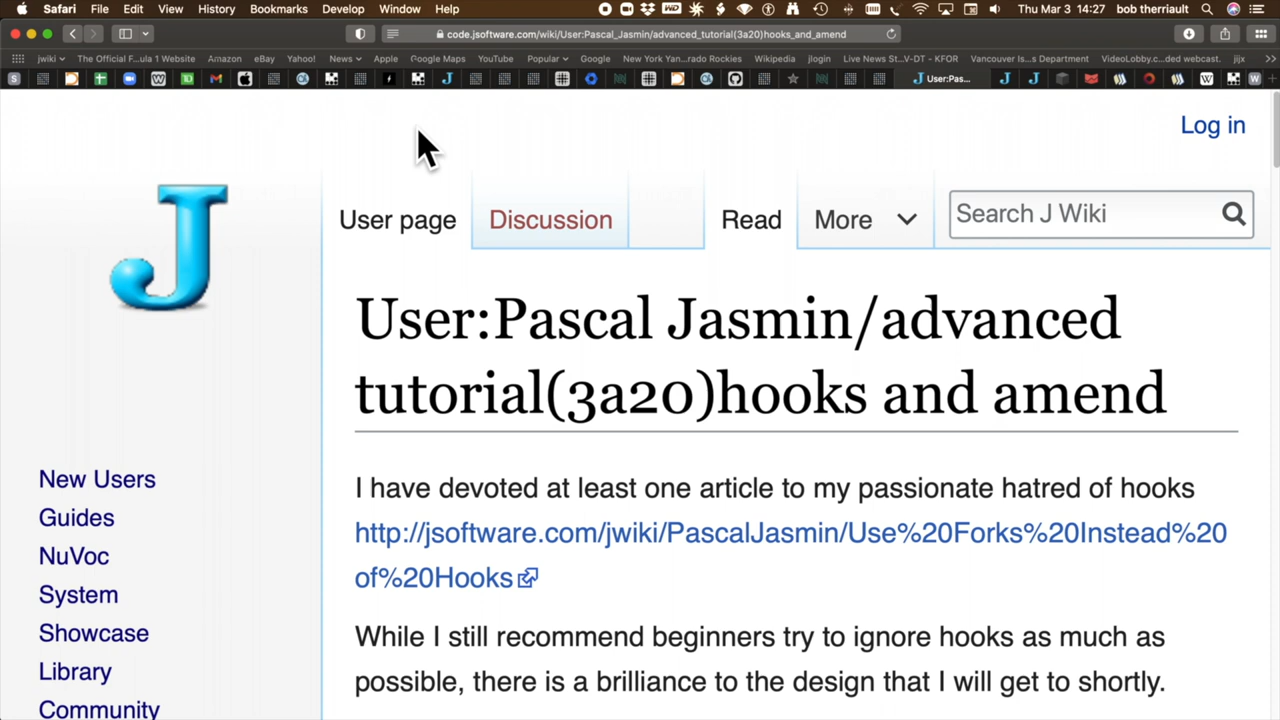 Safari File Edit View History Bookmarks Develop Window Help Thu Mar 3 14:27 bob therriault
code.jsoftware.com/wiki/User:Pascal_Jasmin/advanced_tutorial(3a20)hooks_and_amend
jwiki The Official F...ula 1 Website Amazon eBay Yahoo! News Apple Google Maps YouTube Popular Google New York Yan...rado Rockies Wikipedia jlogin Live News St...V-DT - KFOR Vancouver Is...s Department VideoLobby.c...ded webcast. jijx
J User:Pas...
Log in
J
User page Discussion Read More Search J Wiki
User:Pascal Jasmin/advanced
tutorial(3a20)hooks and amend
I have devoted at least one article to my passionate hatred of hooks
http://jsoftware.com/jwiki/PascalJasmin/Use%20Forks%20Instead%20
of%20Hooks
While I still recommend beginners try to ignore hooks as much as
possible, there is a brilliance to the design that I will get to shortly.
New Users
Guides
NuVoc
System
Showcase
Library
Community